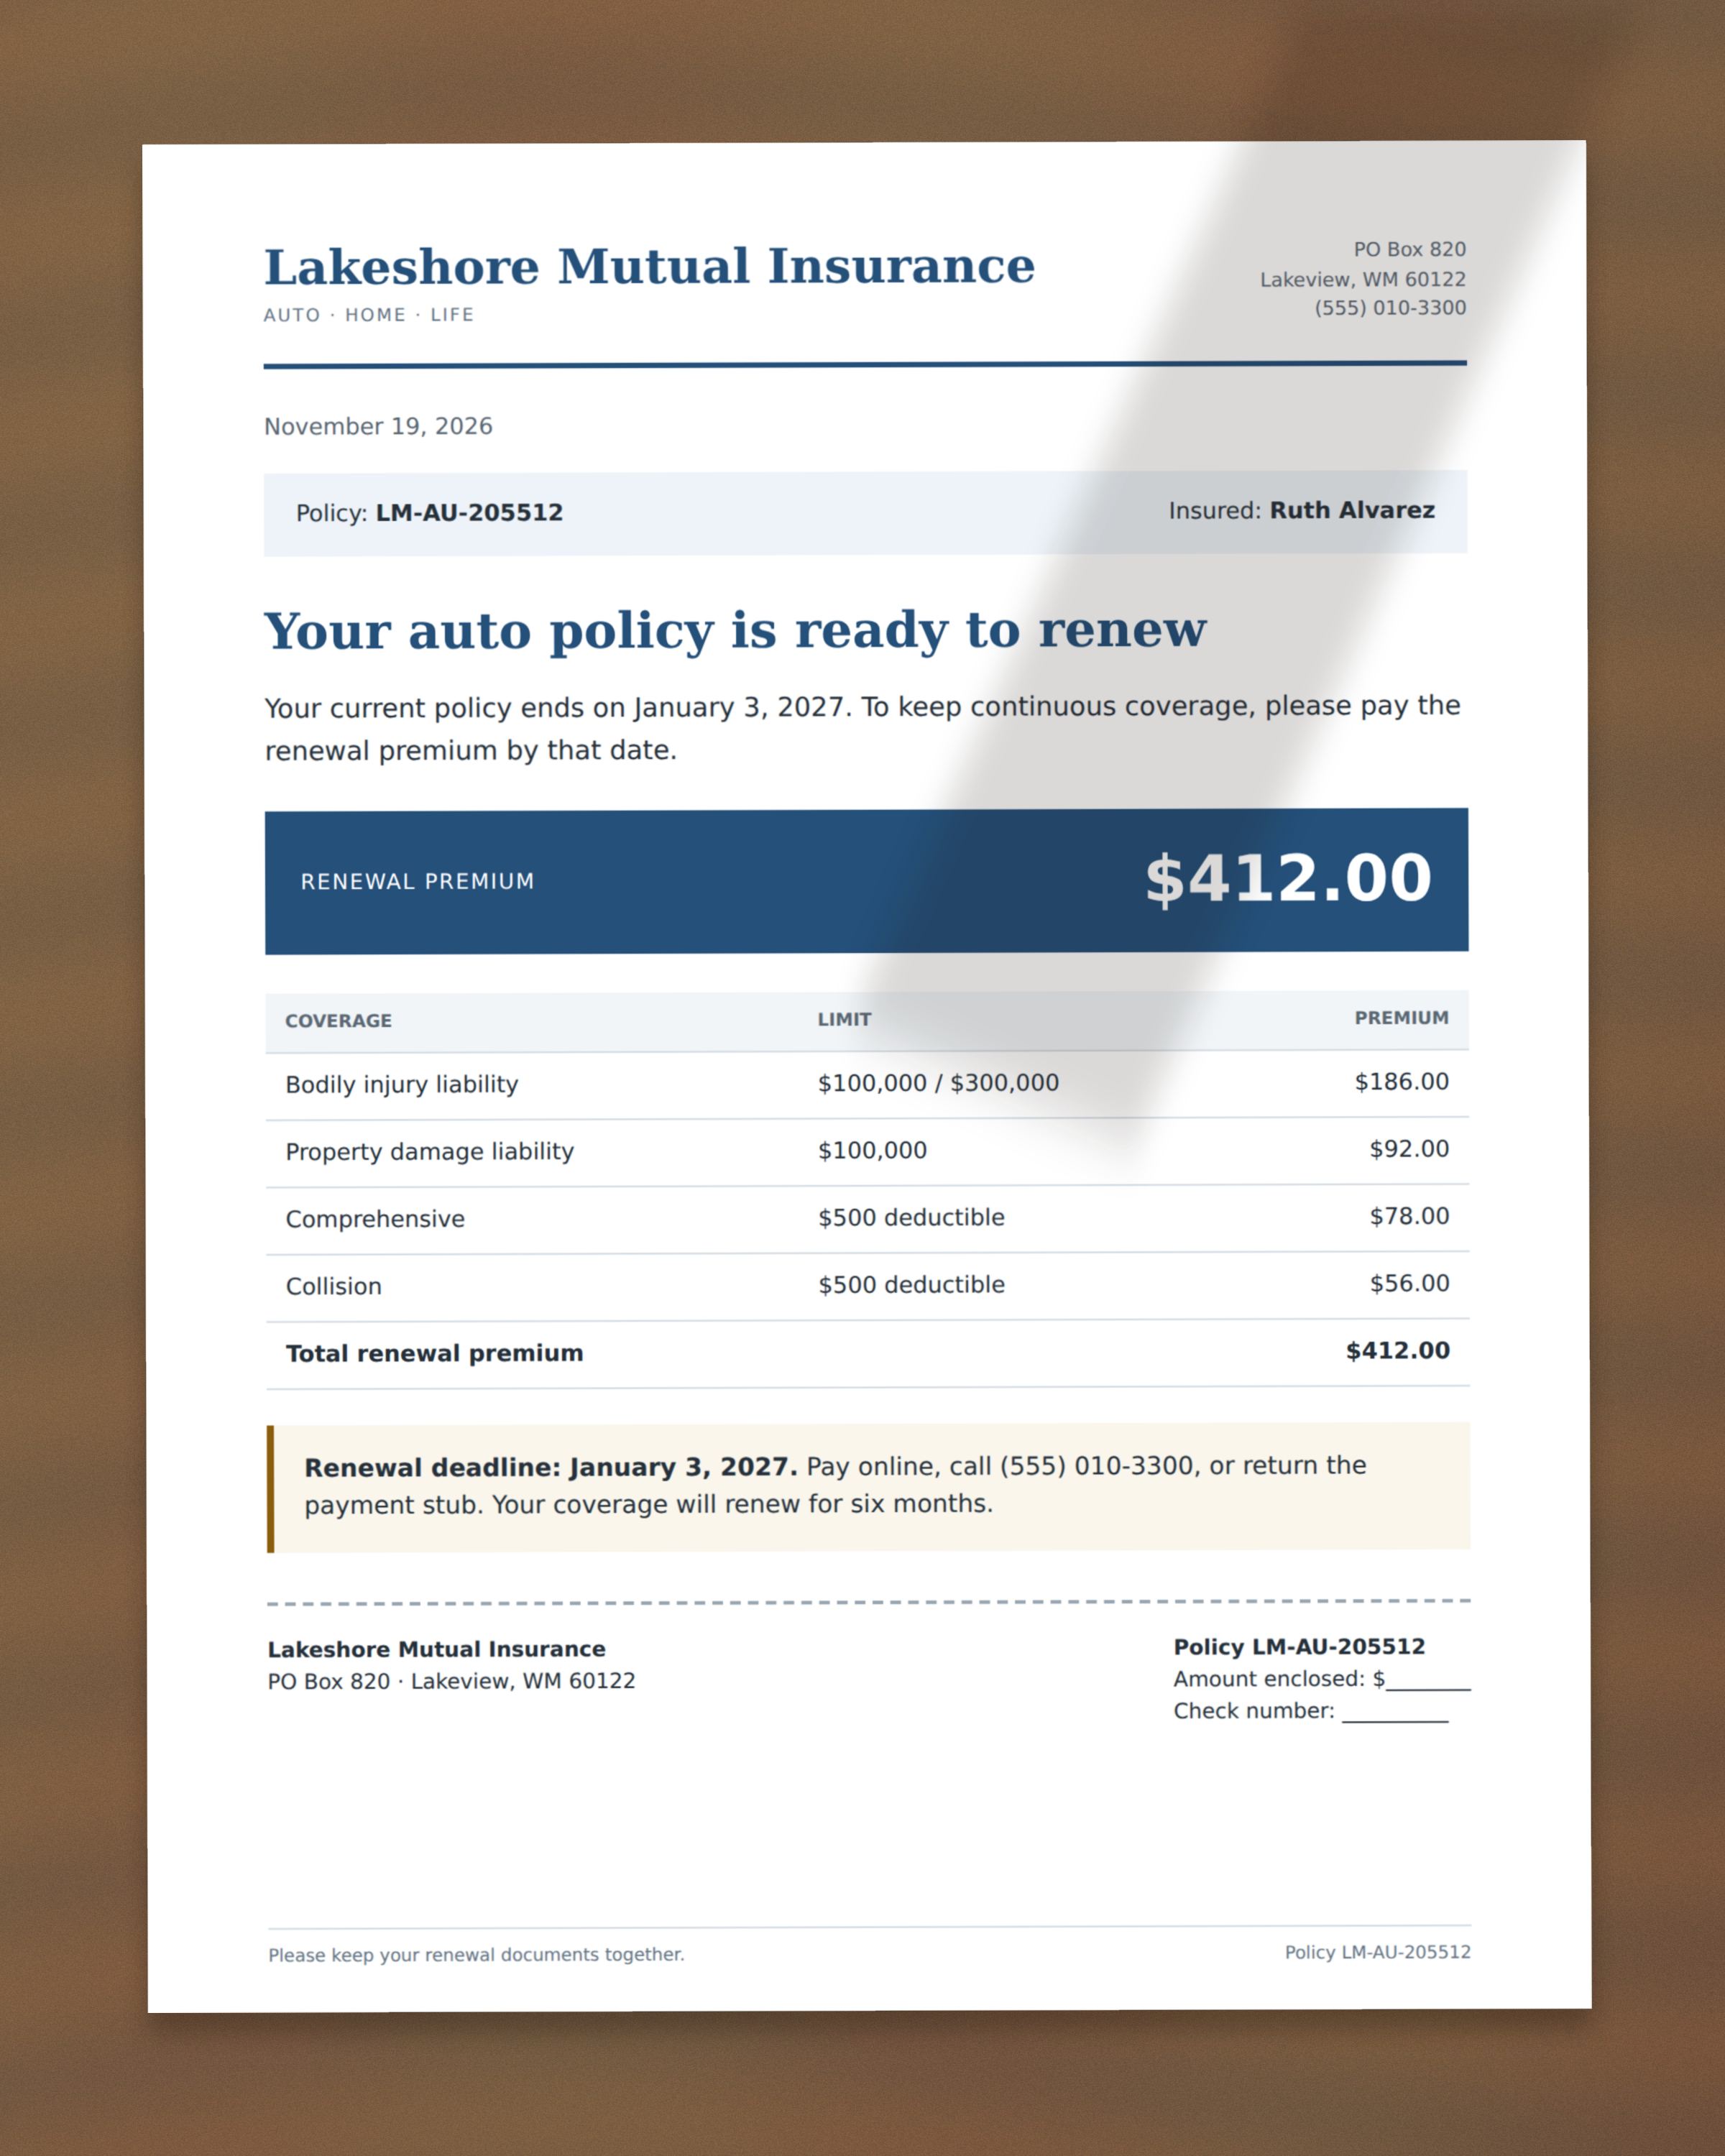 Lakeshore Mutual Insurance
AUTO · HOME · LIFE
PO Box 820
Lakeview, WM 60122
(555) 010-3300
November 19, 2026
Policy: LM-AU-205512 Insured: Ruth Alvarez
Your auto policy is ready to renew
Your current policy ends on January 3, 2027. To keep continuous coverage, please pay the
renewal premium by that date.
RENEWAL PREMIUM $412.00
COVERAGE LIMIT PREMIUM
Bodily injury liability $100,000 / $300,000 $186.00
Property damage liability $100,000 $92.00
Comprehensive $500 deductible $78.00
Collision $500 deductible $56.00
Total renewal premium $412.00
Renewal deadline: January 3, 2027. Pay online, call (555) 010-3300, or return the
payment stub. Your coverage will renew for six months.
Lakeshore Mutual Insurance
PO Box 820 · Lakeview, WM 60122
Policy LM-AU-205512
Amount enclosed: $________
Check number: __________
Please keep your renewal documents together. Policy LM-AU-205512